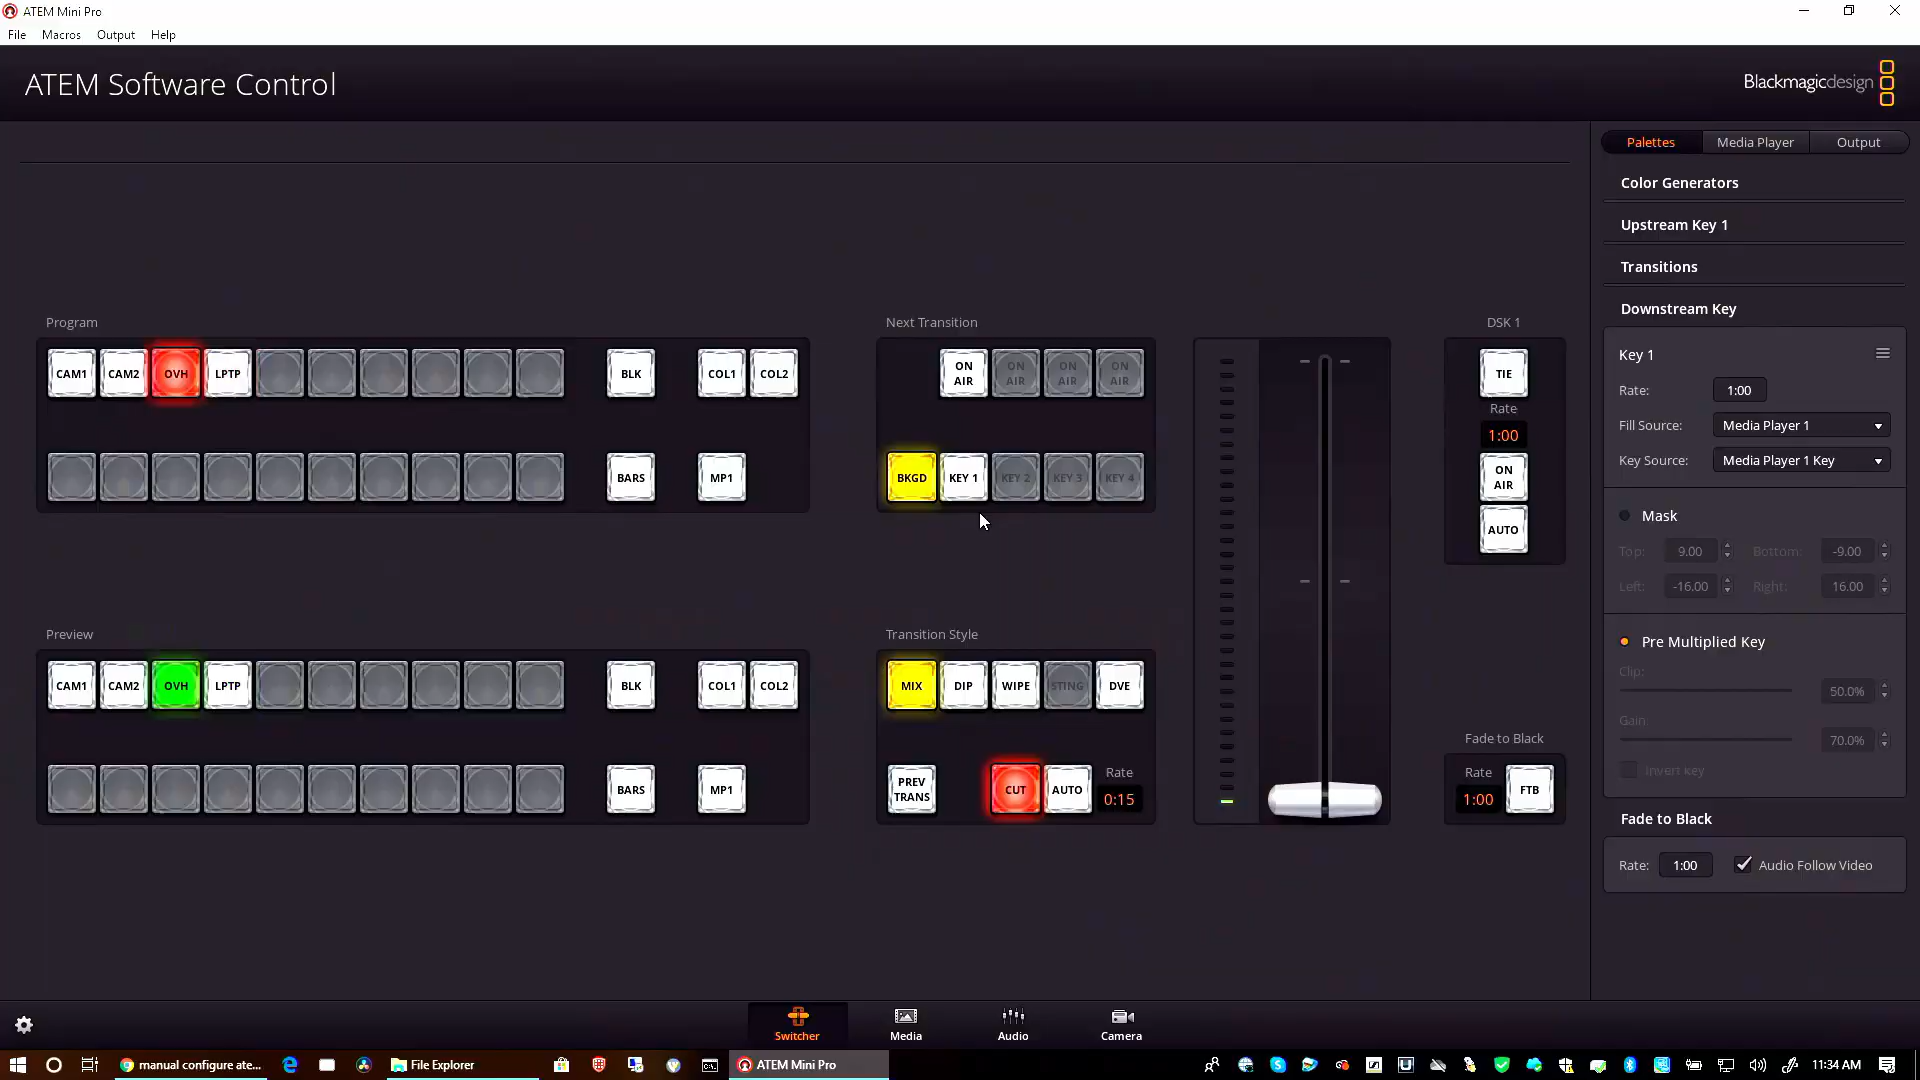 ATEM Mini Pro
File Macros Output Help
ATEM Software Control
Blackmagicdesign
Palettes Media Player Output
Color Generators
Upstream Key 1
Transitions
Downstream Key
Program
CAM1 CAM2 OVH LPTP BLK COL1 COL2
BARS MP1
Next Transition
ON AIR ON AIR ON AIR ON AIR
BKGD KEY 1 KEY 2 KEY 3 KEY 4
DSK 1
TIE
Rate
1:00
ON AIR
AUTO
Key 1
Rate: 1:00
Fill Source: Media Player 1
Key Source: Media Player 1 Key
Mask
Top: 9.00 Bottom: -9.00
Left: -16.00 Right: 16.00
Pre Multiplied Key
Clip:
50.0%
Gain:
70.0%
Invert Key
Preview
CAM1 CAM2 OVH LPTP BLK COL1 COL2
BARS MP1
Transition Style
MIX DIP WIPE STING DVE
PREV TRANS CUT AUTO Rate 0:15
Fade to Black
Rate
1:00 FTB
Fade to Black
Rate: 1:00 Audio Follow Video
Switcher Media Audio Camera
manual configure ate... File Explorer ATEM Mini Pro 11:34 AM